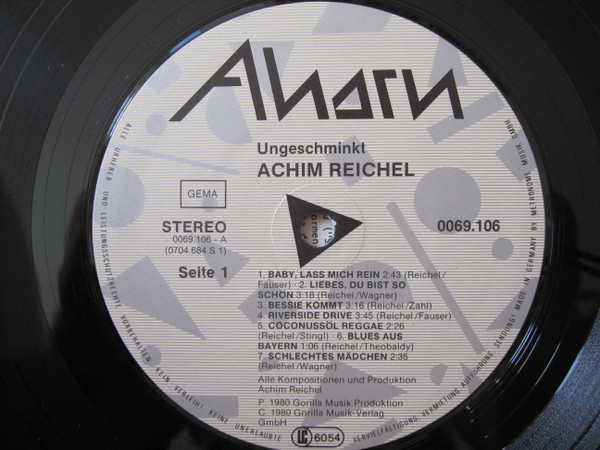 Ahorn
Ungeschminkt
ACHIM REICHEL
GEMA
STEREO
0069.106 - A
(0704.684 S 1)
Seite 1
0069.106
1. BABY, LASS MICH REIN 2:43 (Reichel/
Fauser) · 2. LIEBES, DU BIST SO
SCHÖN 3:18 (Reichel/Wagner)
3. BESSIE KOMMT 3:16 (Reichel/Zahl)
4. RIVERSIDE DRIVE 3:45 (Reichel/Fauser)
5. COCONUSSÖL REGGAE 2:26
(Reichel/Stingl) · 6. BLUES AUS
BAYERN 1:06 (Reichel/Theobaldy)
7. SCHLECHTES MÄDCHEN 2:35
(Reichel/Wagner)
Alle Kompositionen und Produktion
Achim Reichel
P. 1980 Gorilla Musik Produktion
C. 1980 Gorilla Musik-Verlag
GmbH
LC 6054
ALLE URHEBER UND LEISTUNGSSCHUTZRECHTE VORBEHALTEN. KEIN VERLEIH! KEINE UNERLAUBTE VERVIELFÄLTIGUNG, VERMIETUNG, AUFFÜHRUNG, SENDUNG! MADE IN GERMANY BY METRONOME MUSIK GMBH